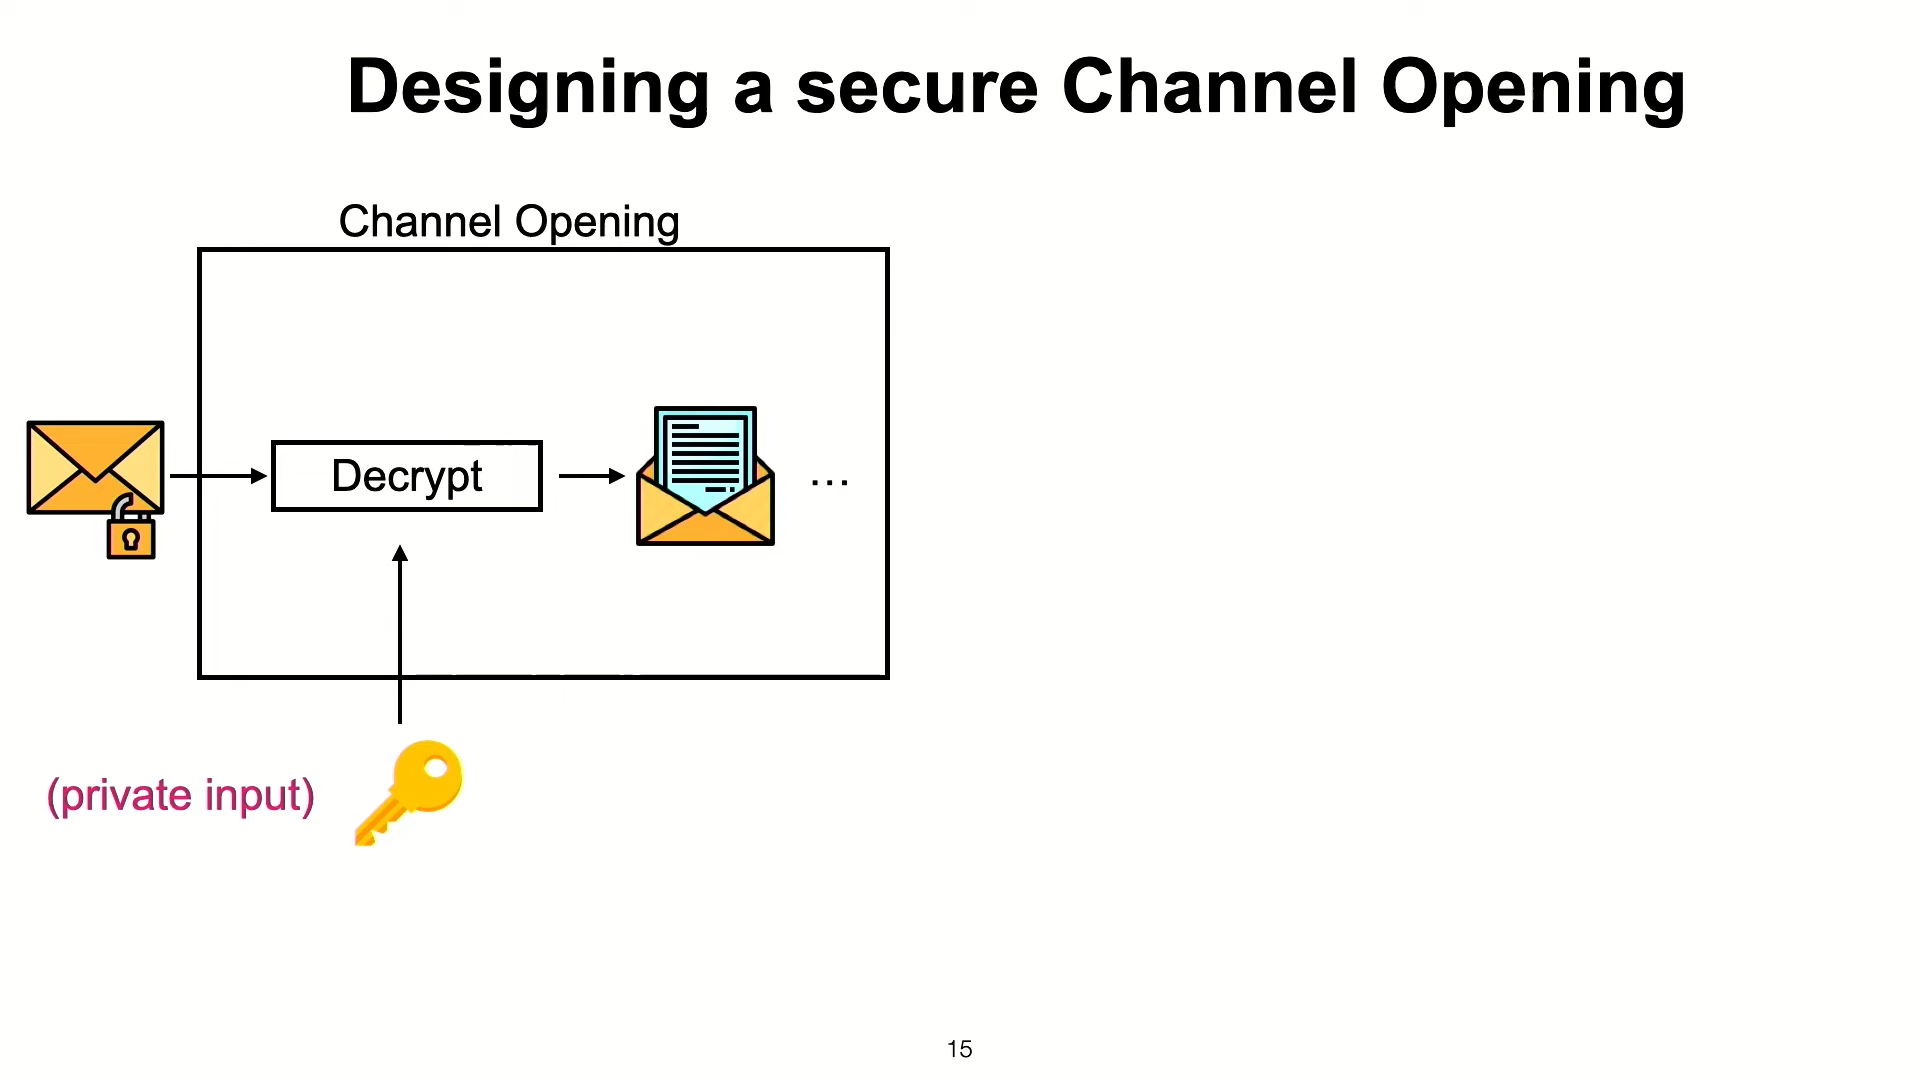 Designing a secure Channel Opening
Channel Opening
Decrypt
...
(private input)
15